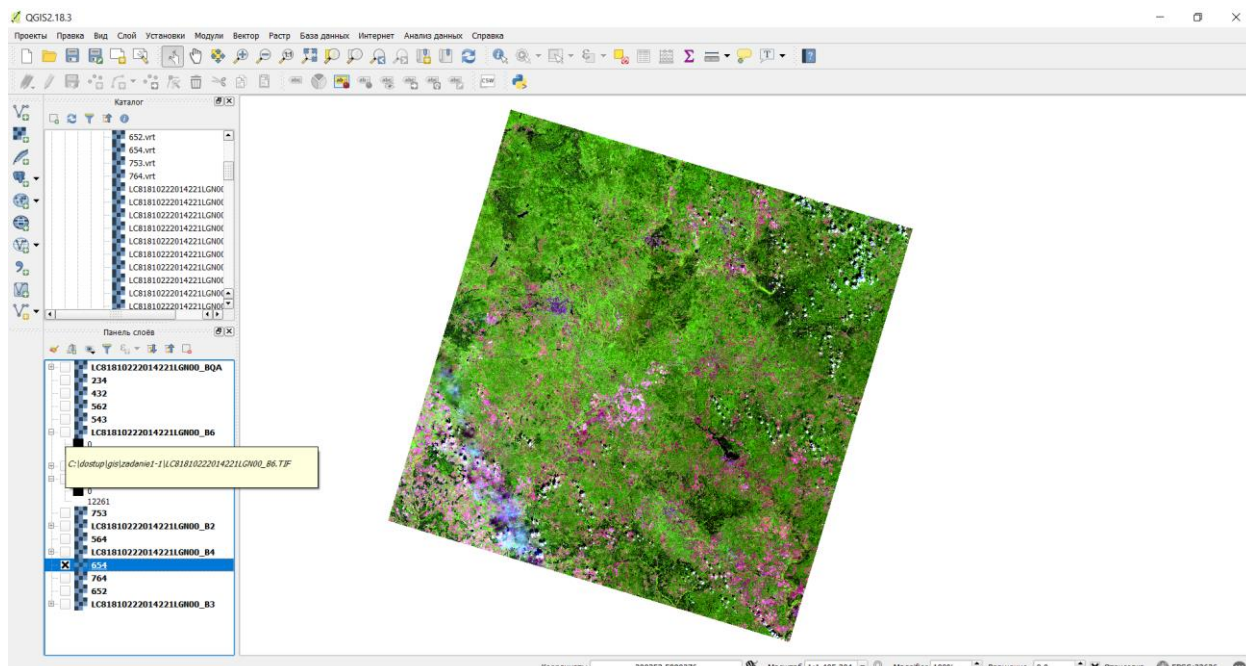 QGIS2.18.3
Проекты Правка Вид Слой Установки Модули Вектор Растр База данных Интернет Анализ данных Справка
CSW
Каталог
652.vrt
654.vrt
753.vrt
764.vrt
LC81810222014221LGN0
LC81810222014221LGN0
LC81810222014221LGN0
LC81810222014221LGN0
LC81810222014221LGN0
LC81810222014221LGN0
LC81810222014221LGN0
LC81810222014221LGN0
LC81810222014221LGN0
LC81810222014221LGN0
Панель слоёв
LC81810222014221LGN00_BQA
234
432
562
543
LC81810222014221LGN00_B6
0
C:\dostup\gis\zadanie1-1\LC81810222014221LGN00_B6.TIF
0
12261
753
LC81810222014221LGN00_B2
564
LC81810222014221LGN00_B4
654
764
652
LC81810222014221LGN00_B3